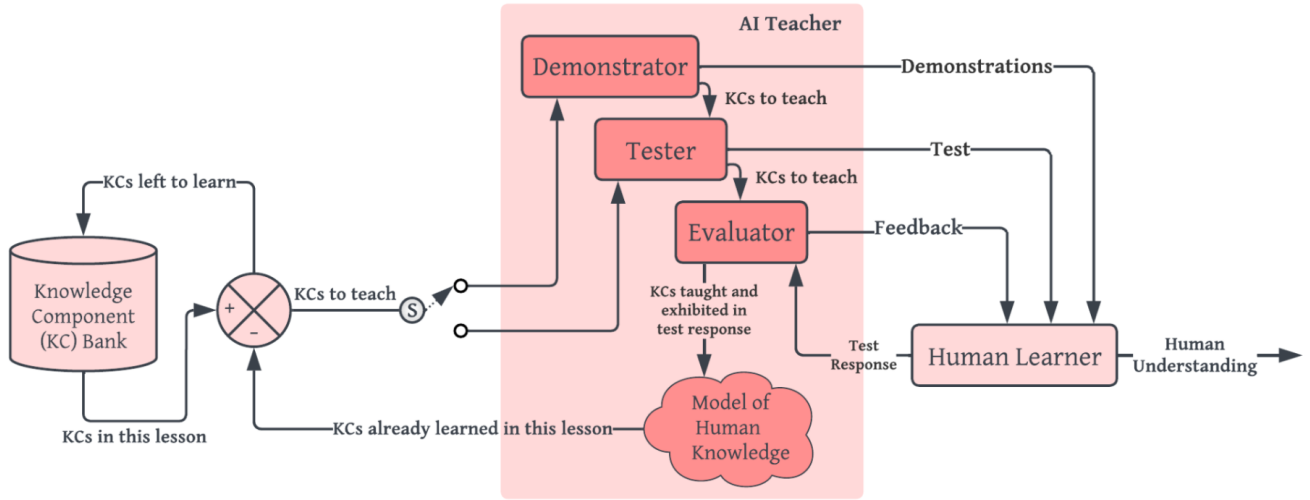 AI Teacher
Demonstrator
Demonstrations
KCs to teach
Tester
Test
KCs to teach
KCs left to learn
Evaluator
Feedback
Knowledge
Component
(KC) Bank
+
-
KCs to teach
S
KCs taught and
exhibited in
test response
Test
Response
Human Learner
Human
Understanding
Model of
Human
Knowledge
KCs already learned in this lesson
KCs in this lesson